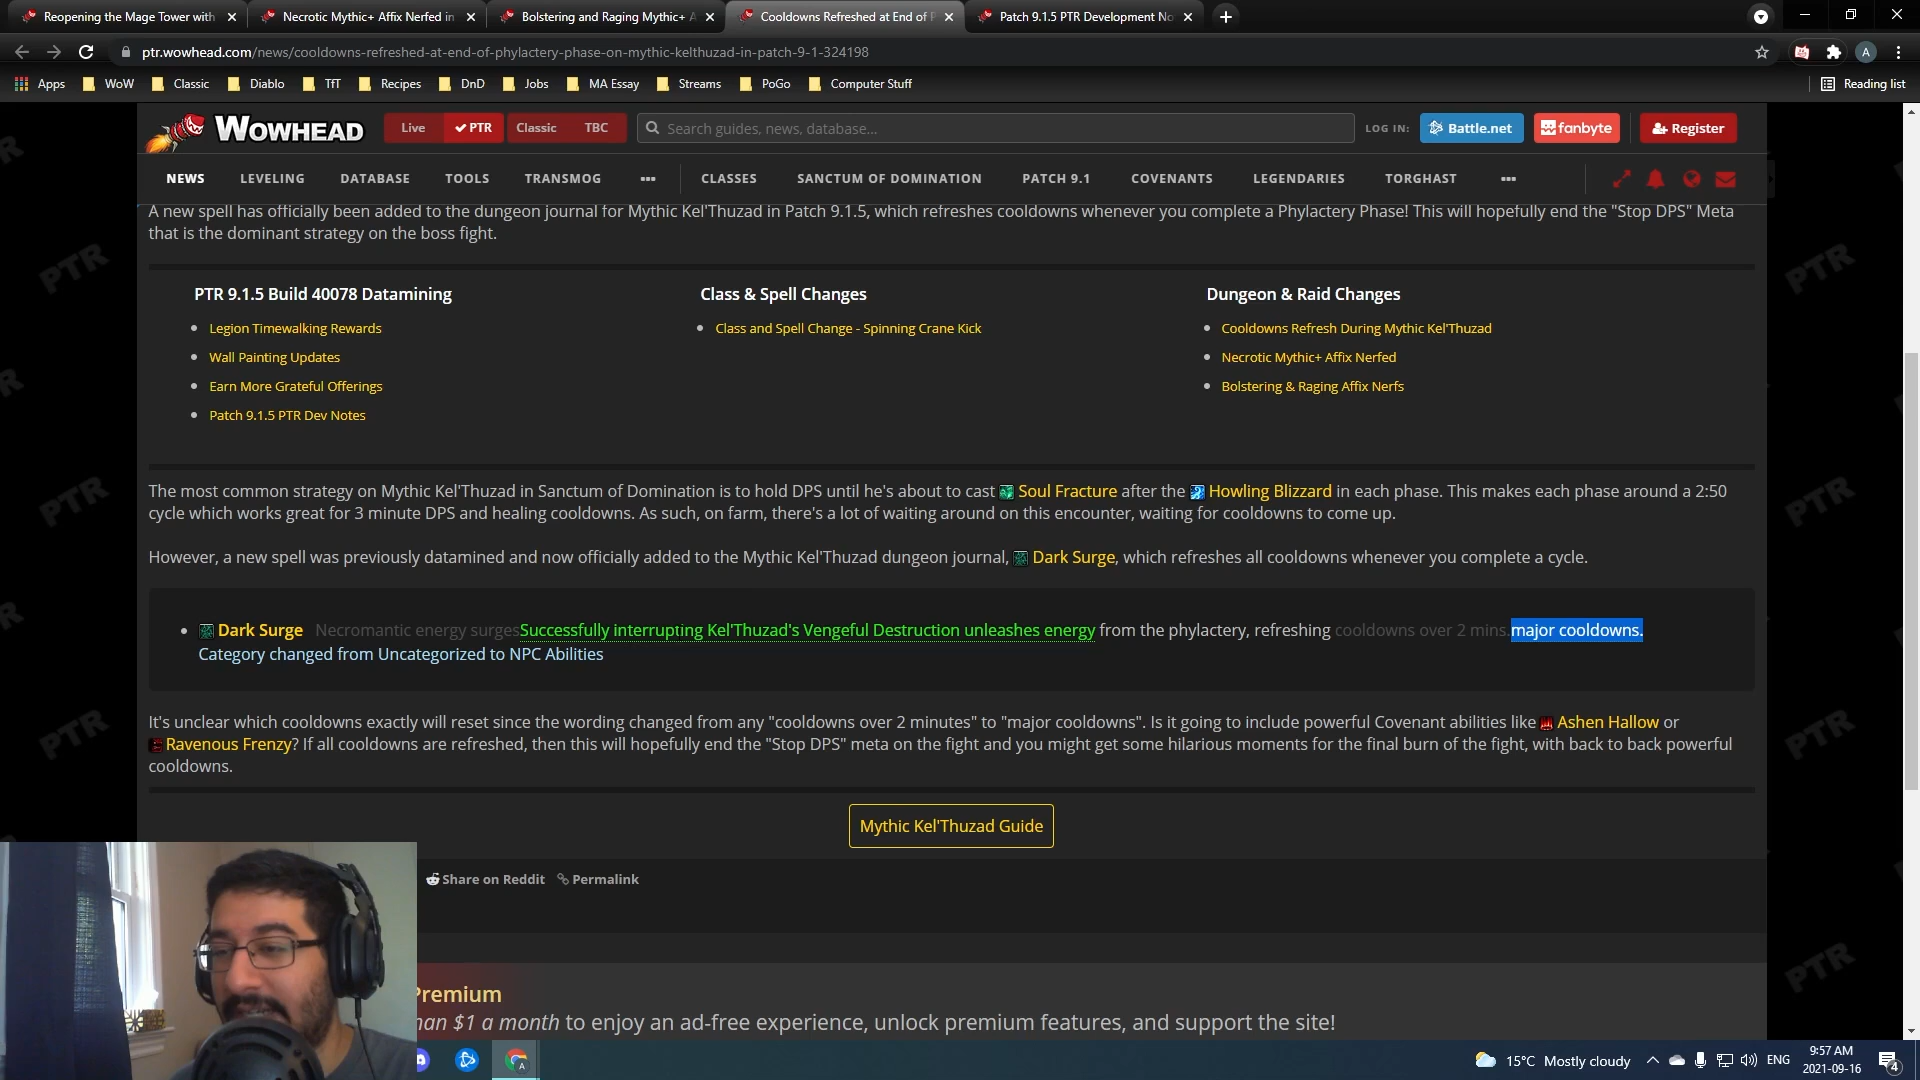 Reopening the Mage Tower with
Necrotic Mythic+ Affix Nerfed in
Bolstering and Raging Mythic+ A
Cooldowns Refreshed at End of P
Patch 9.1.5 PTR Development No
ptr.wowhead.com/news/cooldowns-refreshed-at-end-of-phylactery-phase-on-mythic-kelthuzad-in-patch-9-1-324198
A
Apps WoW Classic Diablo TfT Recipes DnD Jobs MA Essay Streams PoGo Computer Stuff Reading list
WOWHEAD Live PTR Classic TBC Search guides, news, database... LOG IN: Battle.net fanbyte Register
NEWS LEVELING DATABASE TOOLS TRANSMOG ••• CLASSES SANCTUM OF DOMINATION PATCH 9.1 COVENANTS LEGENDARIES TORGHAST •••
A new spell has officially been added to the dungeon journal for Mythic Kel'Thuzad in Patch 9.1.5, which refreshes cooldowns whenever you complete a Phylactery Phase! This will hopefully end the "Stop DPS" Meta
that is the dominant strategy on the boss fight.
PTR 9.1.5 Build 40078 Datamining
• Legion Timewalking Rewards
• Wall Painting Updates
• Earn More Grateful Offerings
• Patch 9.1.5 PTR Dev Notes
Class & Spell Changes
• Class and Spell Change - Spinning Crane Kick
Dungeon & Raid Changes
• Cooldowns Refresh During Mythic Kel'Thuzad
• Necrotic Mythic+ Affix Nerfed
• Bolstering & Raging Affix Nerfs
The most common strategy on Mythic Kel'Thuzad in Sanctum of Domination is to hold DPS until he's about to cast Soul Fracture after the Howling Blizzard in each phase. This makes each phase around a 2:50
cycle which works great for 3 minute DPS and healing cooldowns. As such, on farm, there's a lot of waiting around on this encounter, waiting for cooldowns to come up.
However, a new spell was previously datamined and now officially added to the Mythic Kel'Thuzad dungeon journal, Dark Surge, which refreshes all cooldowns whenever you complete a cycle.
• Dark Surge Necromantic energy surgesSuccessfully interrupting Kel'Thuzad's Vengeful Destruction unleashes energy from the phylactery, refreshing cooldowns over 2 mins.major cooldowns.
Category changed from Uncategorized to NPC Abilities
It's unclear which cooldowns exactly will reset since the wording changed from any "cooldowns over 2 minutes" to "major cooldowns". Is it going to include powerful Covenant abilities like Ashen Hallow or
Ravenous Frenzy? If all cooldowns are refreshed, then this will hopefully end the "Stop DPS" meta on the fight and you might get some hilarious moments for the final burn of the fight, with back to back powerful
cooldowns.
Mythic Kel'Thuzad Guide
Share on Reddit Permalink
Premium
han $1 a month to enjoy an ad-free experience, unlock premium features, and support the site!
15°C Mostly cloudy ENG 9:57 AM
2021-09-16
4
PTR
PTR
PTR
PTR
PTR
PTR
PTR
PTR